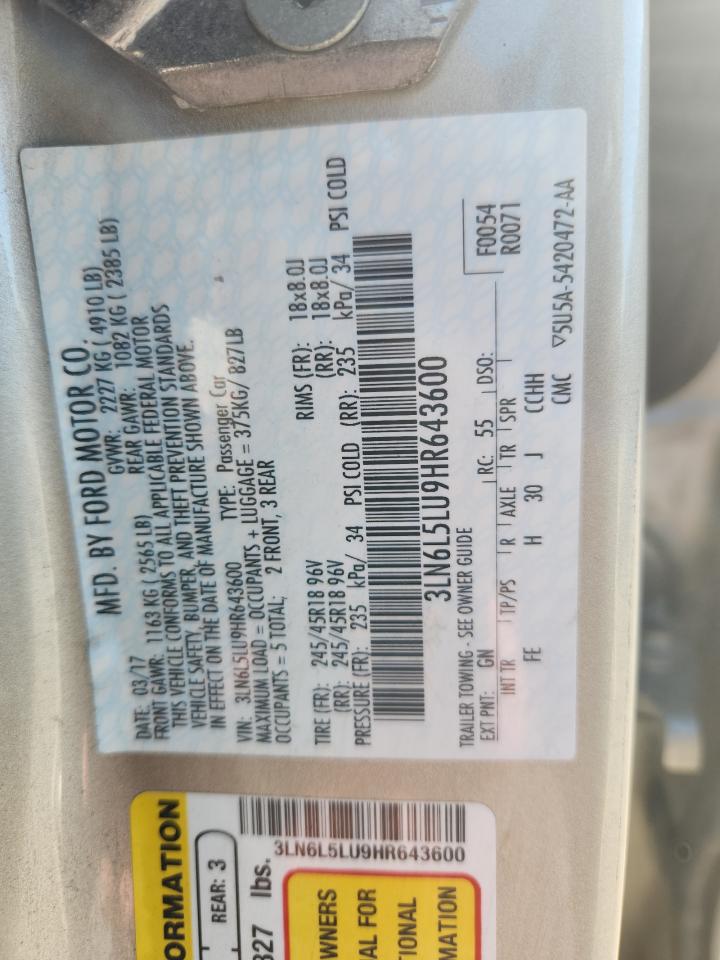 MFD. BY FORD MOTOR CO.
DATE: 03/17 GVWR: 2227 KG ( 4910 LB)
FRONT GAWR: 1163 KG ( 2565 LB) REAR GAWR: 1082 KG ( 2385 LB)
THIS VEHICLE CONFORMS TO ALL APPLICABLE FEDERAL MOTOR
VEHICLE SAFETY, BUMPER, AND THEFT PREVENTION STANDARDS
IN EFFECT ON THE DATE OF MANUFACTURE SHOWN ABOVE.
VIN: 3LN6L5LU9HR643600 TYPE: Passenger Car
MAXIMUM LOAD = OCCUPANTS + LUGGAGE = 375KG/ 827LB
OCCUPANTS = 5 TOTAL; 2 FRONT, 3 REAR
TIRE (FR): 245/45R18 96V RIMS (FR): 18x8.0J
(RR): 245/45R18 96V (RR): 18x8.0J
PRESSURE (FR): 235 kPa/ 34 PSI COLD (RR): 235 kPa/ 34 PSI COLD
3LN6L5LU9HR643600
TRAILER TOWING - SEE OWNER GUIDE F0054
EXT PNT: GN RC: 55 DSO: R0071
INT TR TP/PS R AXLE TR SPR
FE H 30 J CCHH
CMC ▽5U5A-5420472-AA
ORMATION
REAR: 3
327 lbs.
3LN6L5LU9HR643600
OWNERS
AL FOR
TIONAL
MATION